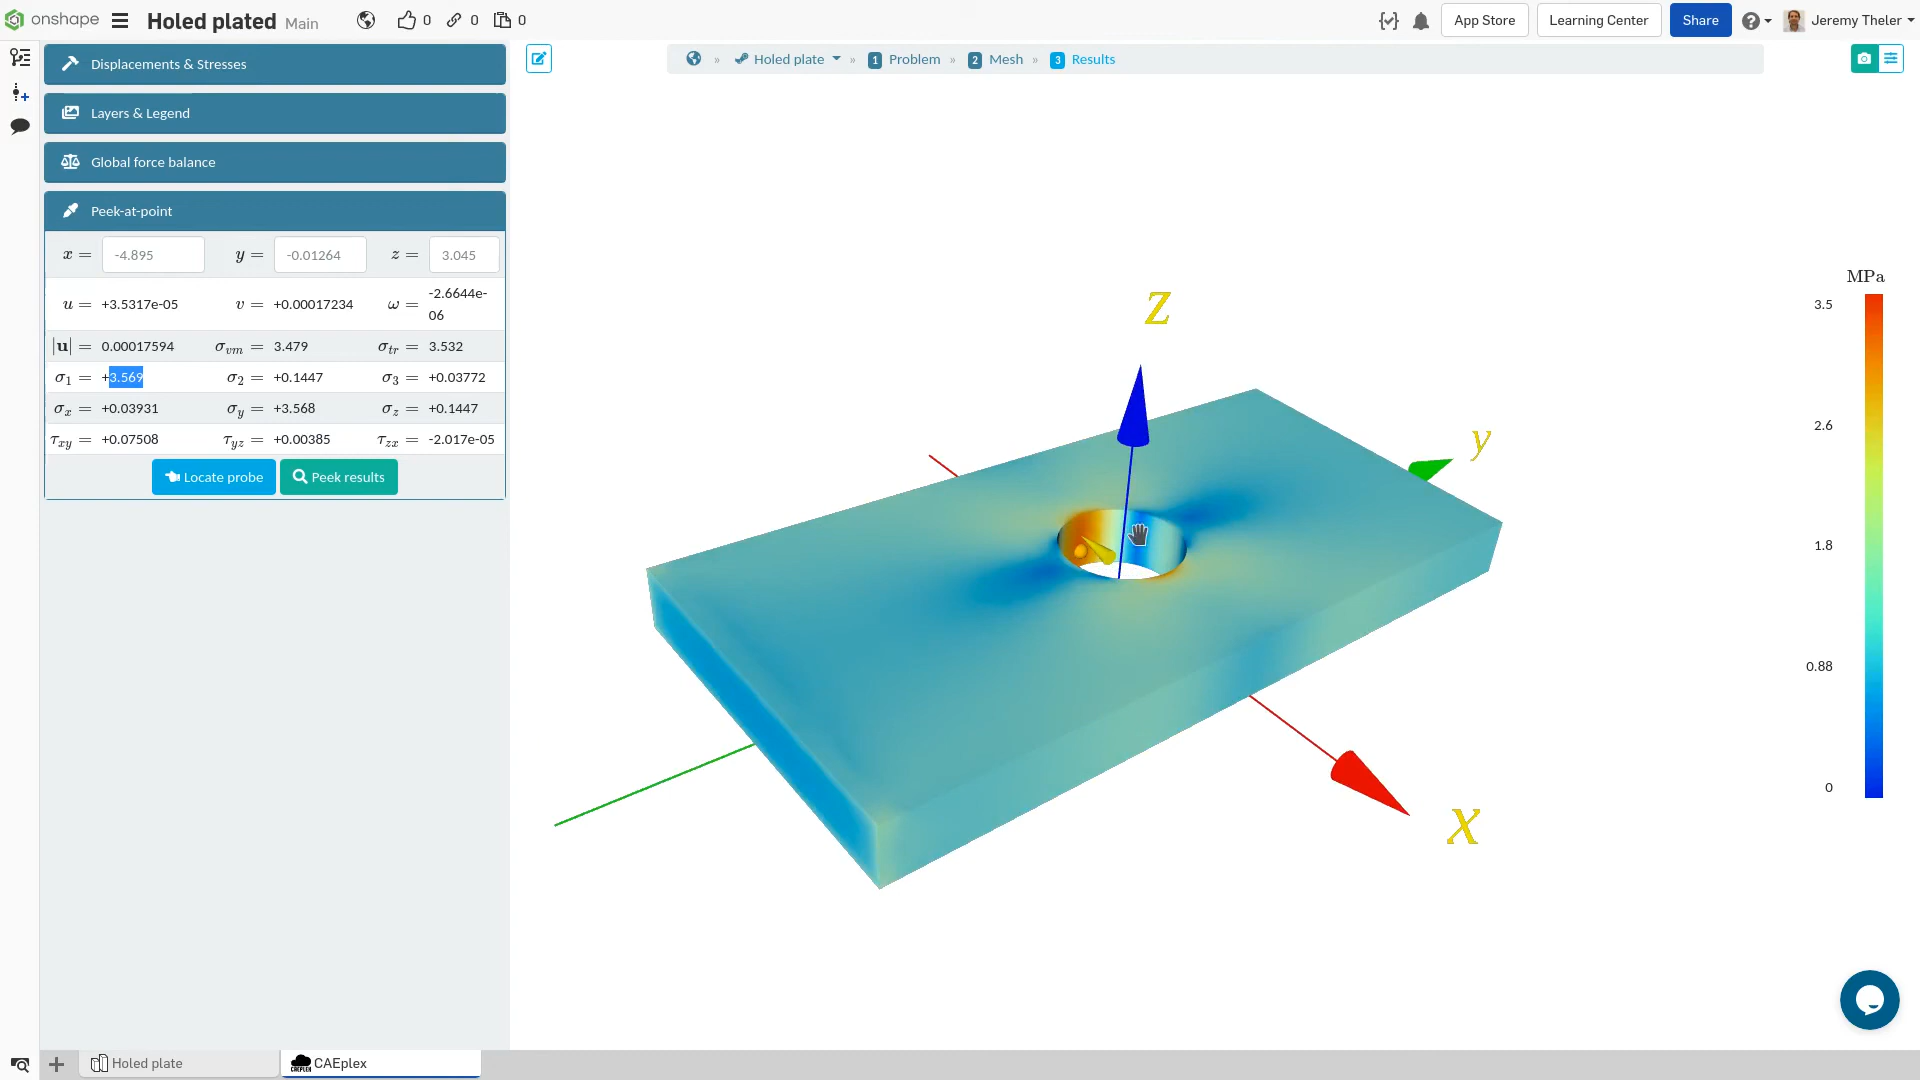 onshape Holed plated Main 0 0 0 App Store Learning Center Share Jeremy Theler
Displacements & Stresses
» Holed plate » 1 Problem » 2 Mesh » 3 Results
Layers & Legend
Global force balance
Peek-at-point
x = -4.895 y = -0.01264 z = 3.045
u = +3.5317e-05 v = +0.00017234 ω = -2.6644e-
06
|u| = 0.00017594 σvm = 3.479 σtr = 3.532
σ1 = +3.569 σ2 = +0.1447 σ3 = +0.03772
σx = +0.03931 σy = +3.568 σz = +0.1447
τxy = +0.07508 τyz = +0.00385 τzx = -2.017e-05
Locate probe Peek results
MPa
3.5
2.6
1.8
0.88
0
z
y
x
Holed plate CAEPLEX CAEplex